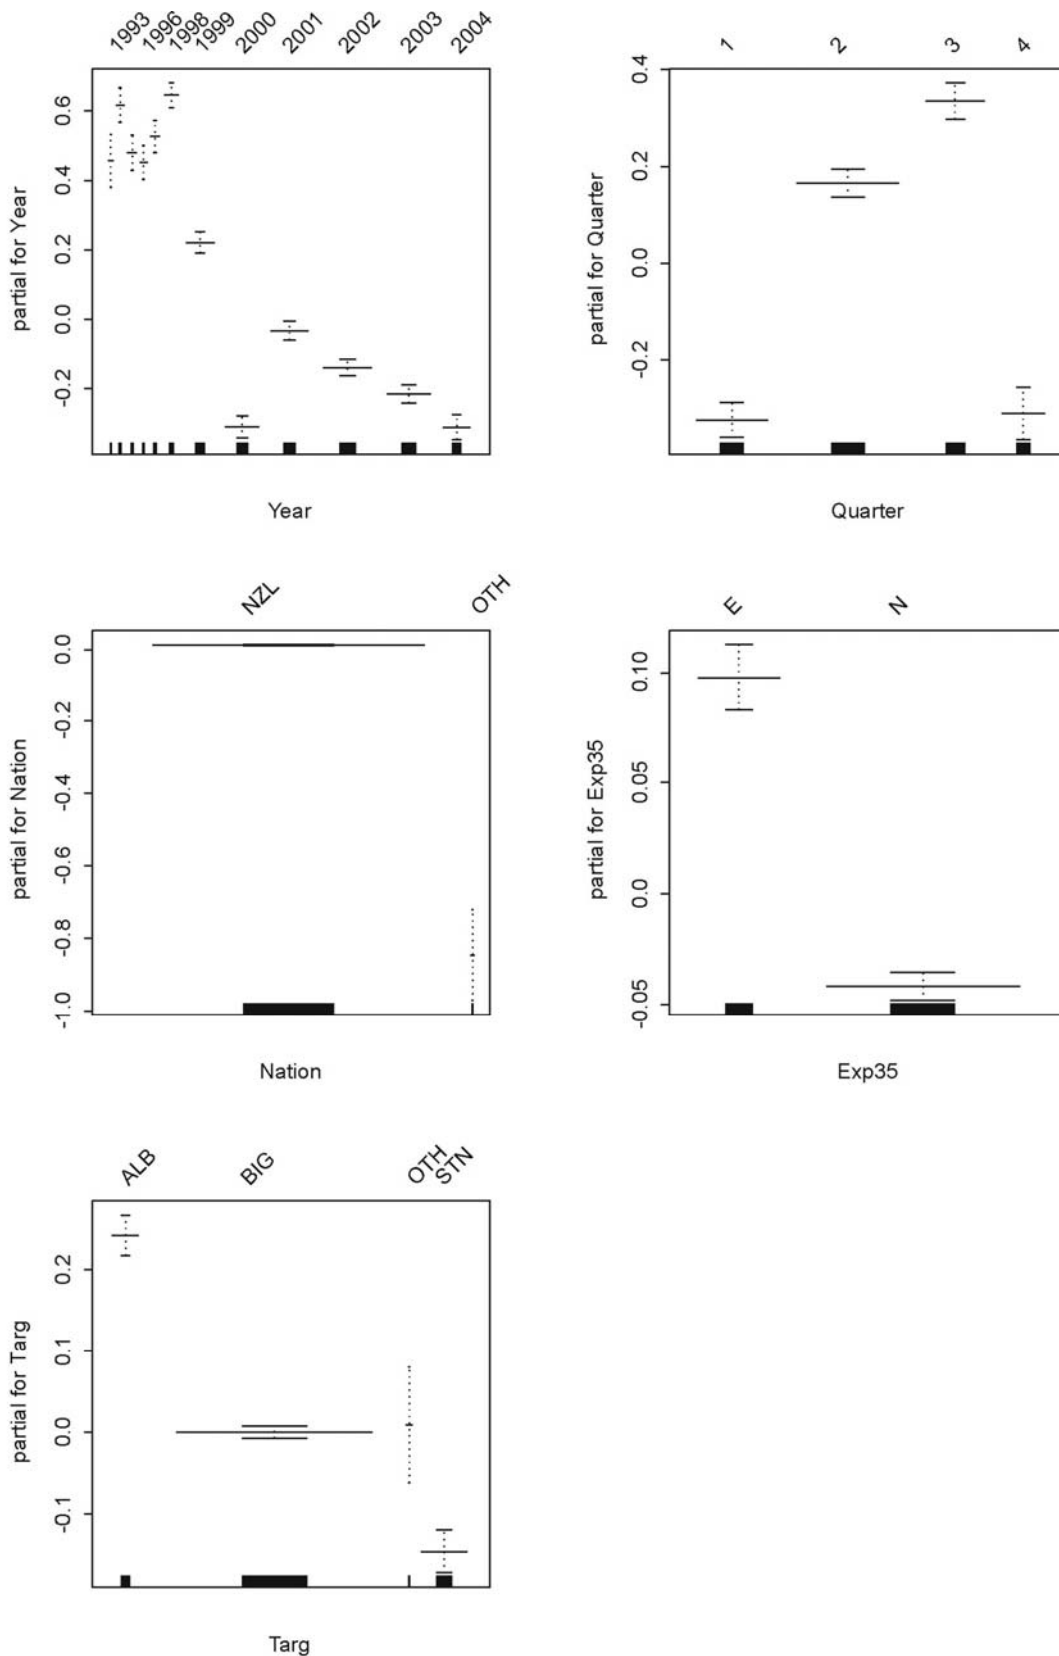 1993 1996 1998 1999 2000 2001 2002 2003 2004
partial for Year
0.6
0.4
0.2
0.0
-0.2
Year
1 2 3 4
partial for Quarter
0.4
0.2
0.0
-0.2
Quarter
NZL OTH
partial for Nation
0.0
-0.2
-0.4
-0.6
-0.8
-1.0
Nation
E N
partial for Exp35
0.10
0.05
0.0
-0.05
Exp35
ALB BIG OTH STN
partial for Targ
0.2
0.1
0.0
-0.1
Targ